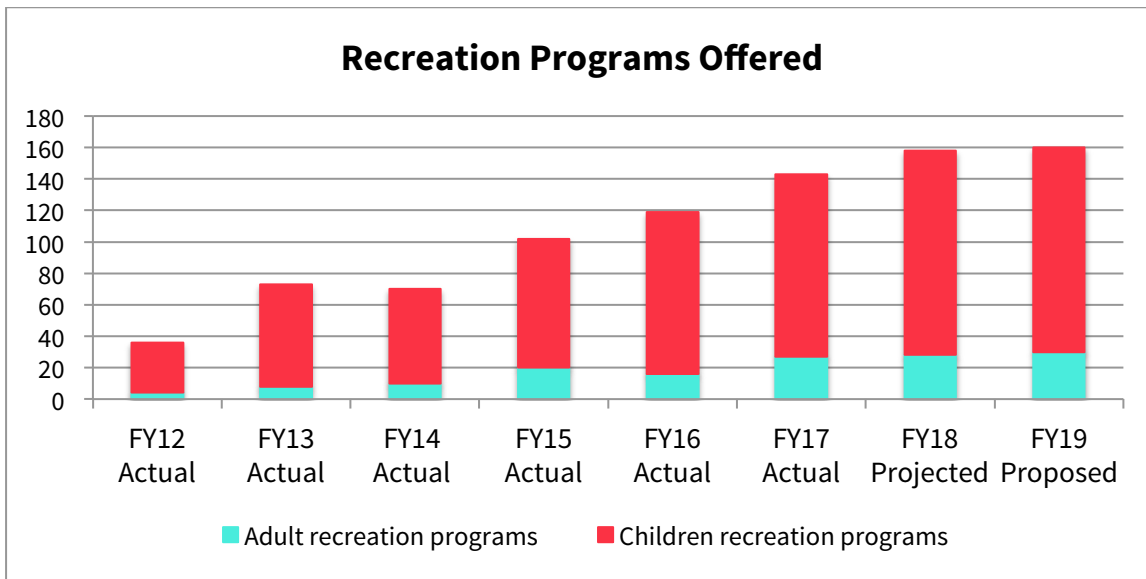 Recreation Programs Offered
180
160
140
120
100
80
60
40
20
0
FY12 Actual
FY13 Actual
FY14 Actual
FY15 Actual
FY16 Actual
FY17 Actual
FY18 Projected
FY19 Proposed
Adult recreation programs
Children recreation programs